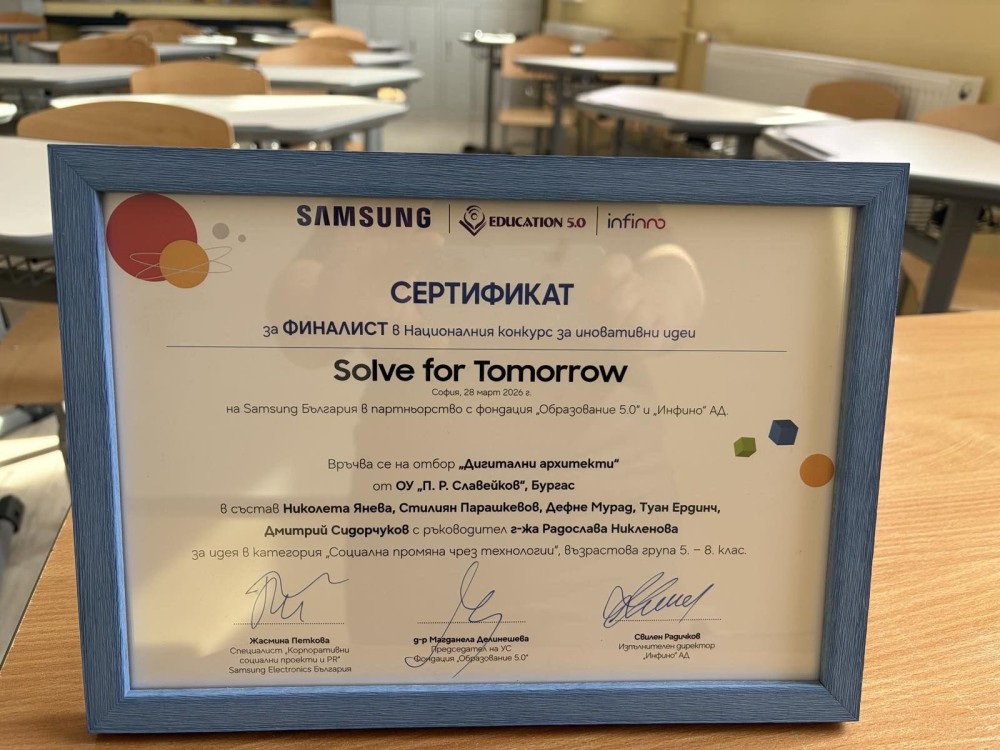 SAMSUNG EDUCATION 5.0 infinno
СЕРТИФИКАТ
за ФИНАЛИСТ в Националния конкурс за иновативни идеи
Solve for Tomorrow
София, 28 март 2026 г.
на Samsung България в партньорство с фондация „Образование 5.0“ и „Инфино“ АД.
Връчва се на отбор „Дигитални архитекти“
от ОУ „П. Р. Славейков“, Бургас
в състав Николета Янева, Стилиян Парашкевов, Дефне Мурад, Туан Ердинч,
Дмитрий Сидорчуков с ръководител г-жа Радослава Никленова
за идея в категория „Социална промяна чрез технологии“, възрастова група 5. – 8. клас.
Жасмина Петкова
Специалист „Корпоративни
социални проекти и PR“
Samsung Electronics България
д-р Магданела Делинешева
Председател на УС
Фондация „Образование 5.0“
Свилен Радичков
Изпълнителен директор
„Инфино“ АД